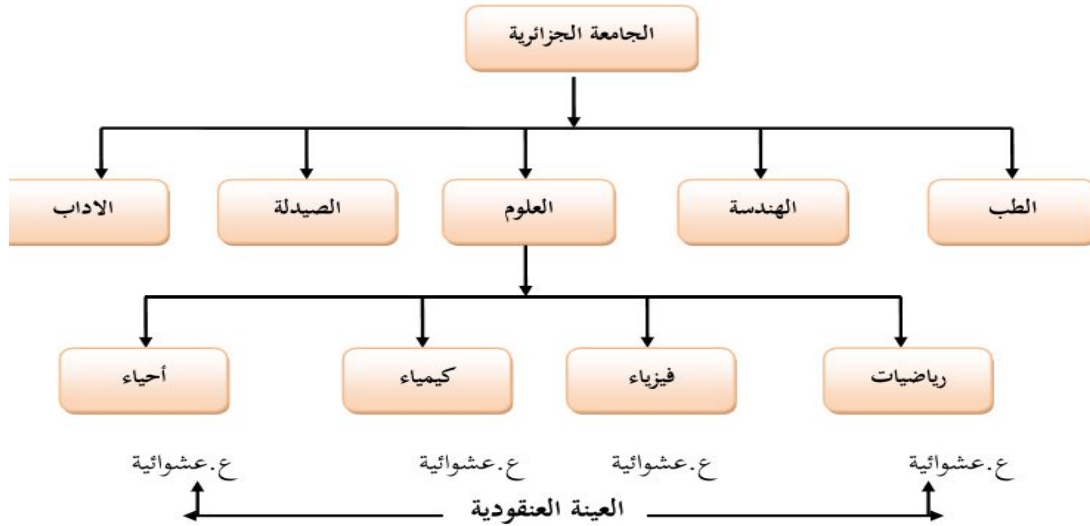 الجامعة الجزائرية
الطب
الهندسة
العلوم
الصيدلة
الاداب
رياضيات
فيزياء
كيمياء
أحياء
ع.عشوائية
ع.عشوائية
ع.عشوائية
ع.عشوائية
العينة العنقودية